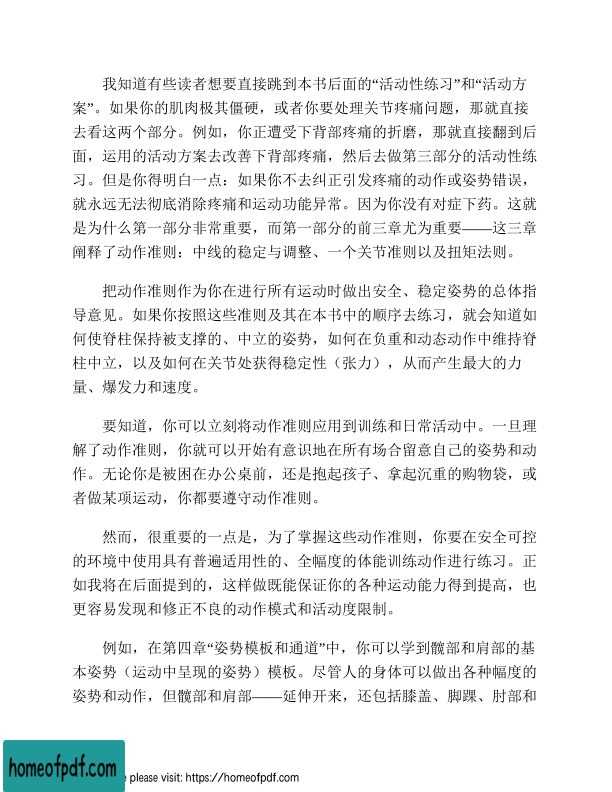 我知道有些读者想要直接跳到本书后面的“活动性练习”和“活动方
案”。如果你的肌肉极其僵硬，或者你要处理关节疼痛问题，那就直接
去看这两个部分。例如，你正遭受下背部疼痛的折磨，那就直接翻到后
面，运用的活动方案去改善下背部疼痛，然后去做第三部分的活动性练
习。但是你得明白一点：如果你不去纠正引发疼痛的动作或姿势错误，
就永远无法彻底消除疼痛和运动功能异常。因为你没有对症下药。这就
是为什么第一部分非常重要，而第一部分的前三章尤为重要——这三章
阐释了动作准则：中线的稳定与调整、一个关节准则以及扭矩法则。
把动作准则作为你在进行所有运动时做出安全、稳定姿势的总体指
导意见。如果你按照这些准则及其在本书中的顺序去练习，就会知道如
何使脊柱保持被支撑的、中立的姿势，如何在负重和动态动作中维持脊
柱中立，以及如何在关节处获得稳定性（张力），从而产生最大的力
量、爆发力和速度。
要知道，你可以立刻将动作准则应用到训练和日常活动中。一旦理
解了动作准则，你就可以开始有意识地在所有场合留意自己的姿势和动
作。无论你是被困在办公桌前，还是抱起孩子、拿起沉重的购物袋，或
者做某项运动，你都要遵守动作准则。
然而，很重要的一点是，为了掌握这些动作准则，你要在安全可控
的环境中使用具有普遍适用性的、全幅度的体能训练动作进行练习。正
如我将在后面提到的，这样做既能保证你的各种运动能力得到提高，也
更容易发现和修正不良的动作模式和活动度限制。
例如，在第四章“姿势模板和通道”中，你可以学到髋部和肩部的基
本姿势（运动中呈现的姿势）模板。尽管人的身体可以做出各种幅度的
姿势和动作，但髋部和肩部——延伸开来，还包括膝盖、脚踝、肘部和
homeofpdf.com
e please visit: https://homeofpdf.com